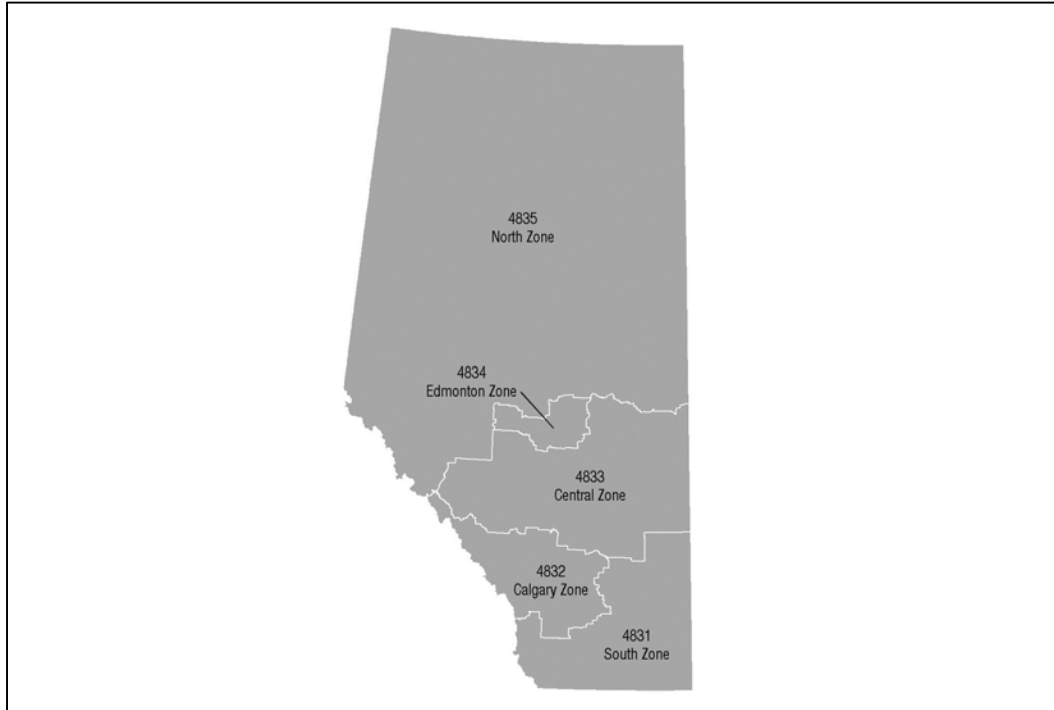 4835
North Zone
4834
Edmonton Zone
4833
Central Zone
4832
Calgary Zone
4831
South Zone